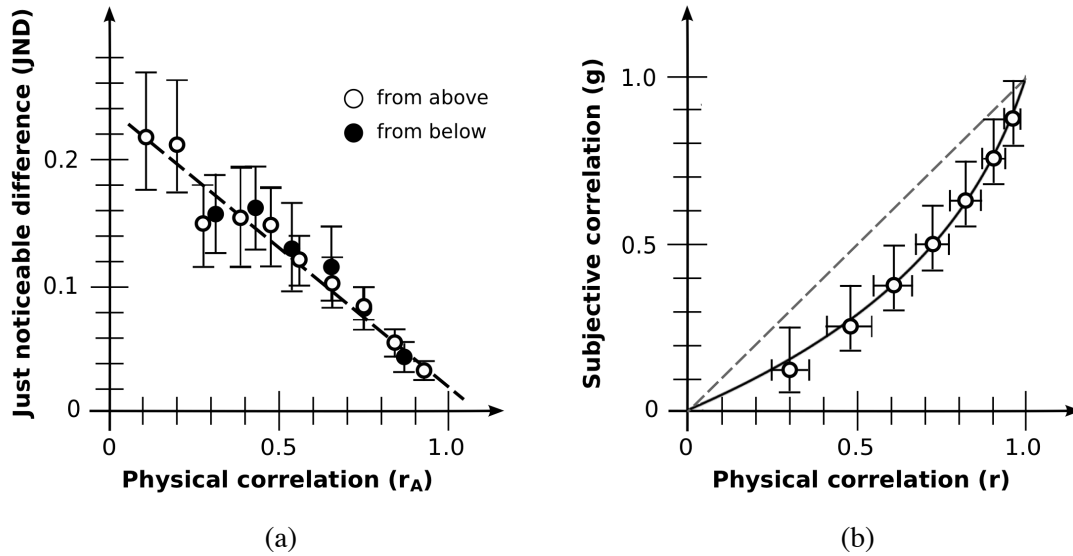 Just noticeable difference (JND)
0.2
0.1
0
0
0.5
1.0
from above
from below
Physical correlation (rA)
(a)
Subjective correlation (g)
1.0
0.5
0
0
0.5
1.0
Physical correlation (r)
(b)